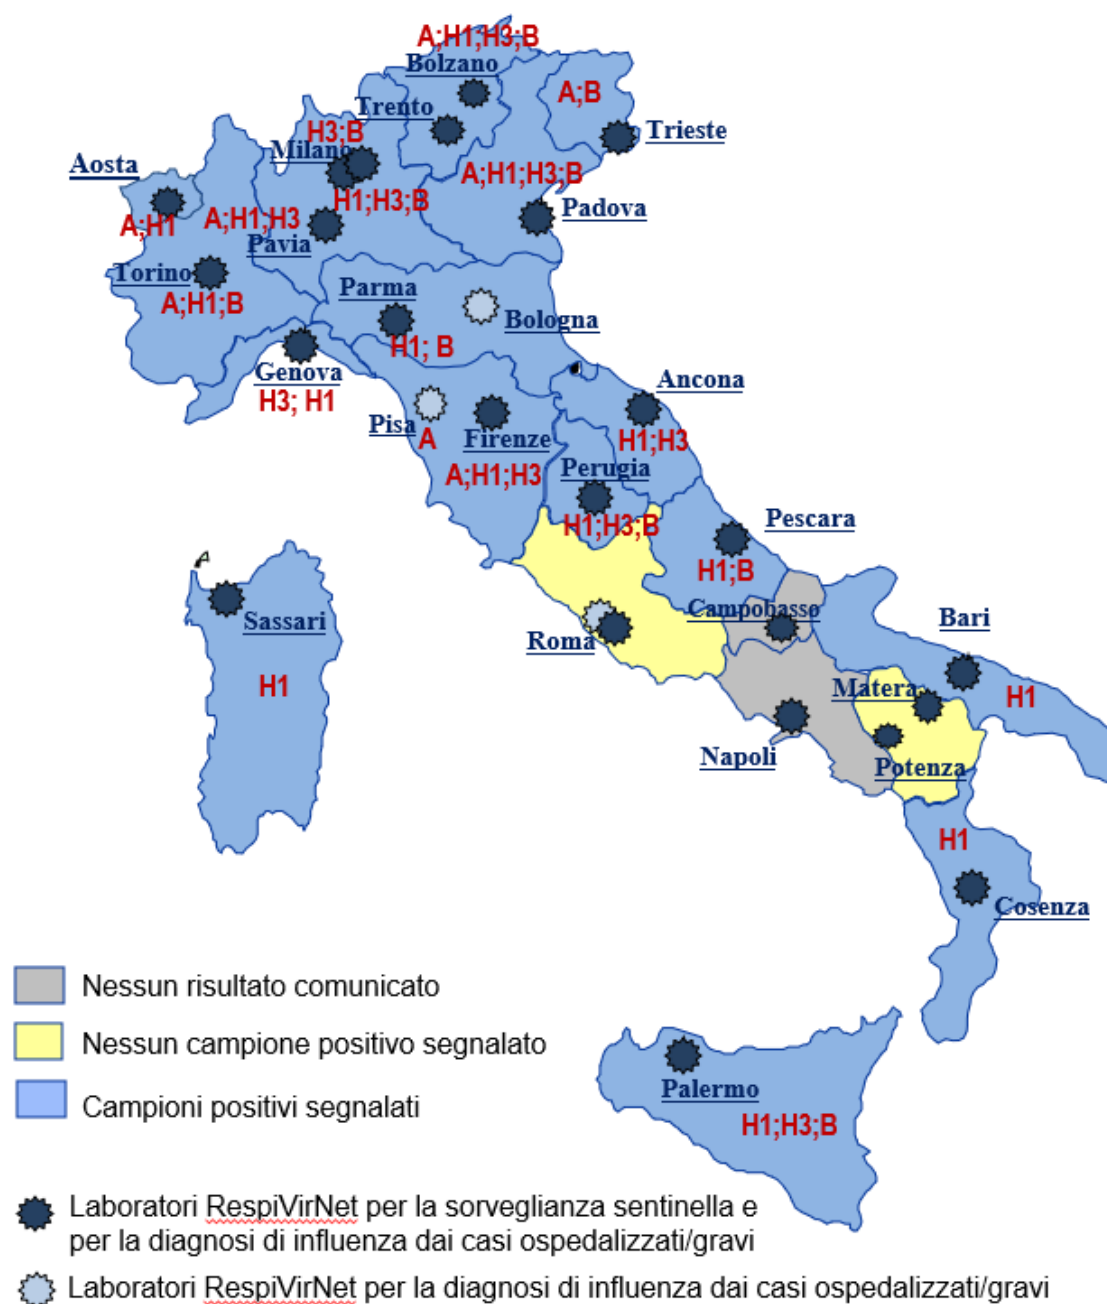 A;H1;H3;B
Bolzano
A;B
Trento
Trieste
H3;B
Milano
Aosta
A;H1;H3;B
H1;H3;B
Padova
A;H1
A;H1,H3
Pavia
Torino
A;H1;B
Parma
Bologna
H1; B
Genova
H3; H1
Ancona
Pisa
A
Firenze
H1;H3
A;H1;H3
Perugia
H1;H3;B
Pescara
H1;B
Sassari
Campobasso
Roma
Bari
H1
Matera
H1
Napoli
Potenza
H1
Cosenza
Nessun risultato comunicato
Nessun campione positivo segnalato
Campioni positivi segnalati
Palermo
H1;H3;B
Laboratori RespiVirNet per la sorveglianza sentinella e
per la diagnosi di influenza dai casi ospedalizzati/gravi
Laboratori RespiVirNet per la diagnosi di influenza dai casi ospedalizzati/gravi